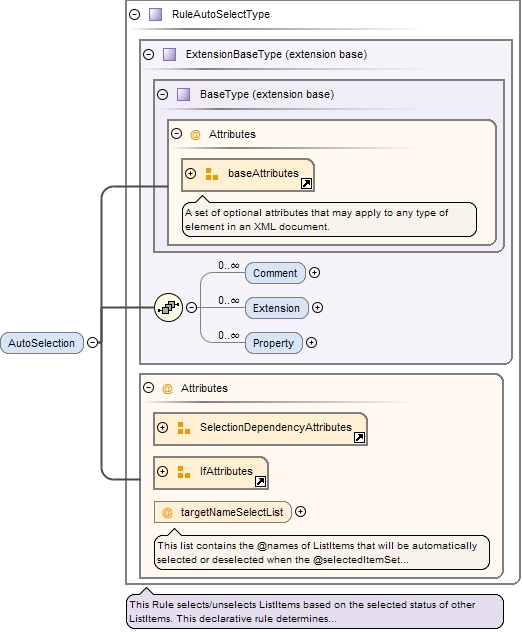 RuleAutoSelectType
ExtensionBaseType (extension base)
BaseType (extension base)
@ Attributes
baseAttributes
A set of optional attributes that may apply to any type of
element in an XML document.
0..∞
Comment
0..∞
Extension
0..∞
Property
AutoSelection
@ Attributes
SelectionDependencyAttributes
IfAttributes
@ targetNameSelectList
This list contains the @names of ListItems that will be automatically
selected or deselected when the @selectedItemSet...
This Rule selects/unselects ListItems based on the selected status of other
ListItems. This declarative rule determines...